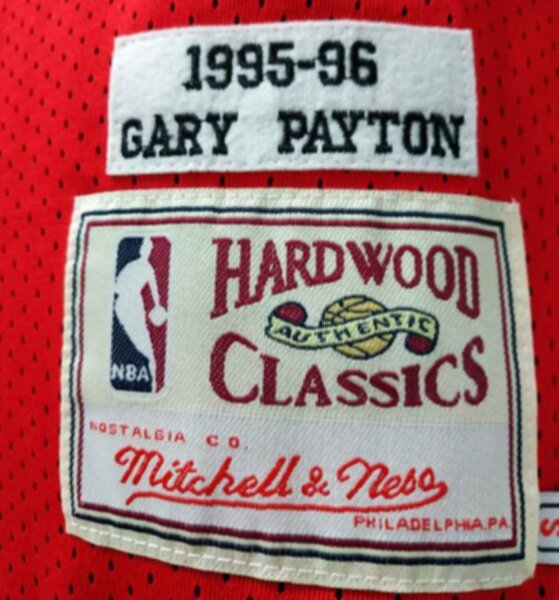 1995-96
GARY PAYTON
NBA
HARDWOOD
AUTHENTIC
CLASSICS
NOSTALGIA CO.
Mitchell & Ness
PHILADELPHIA, PA.
S